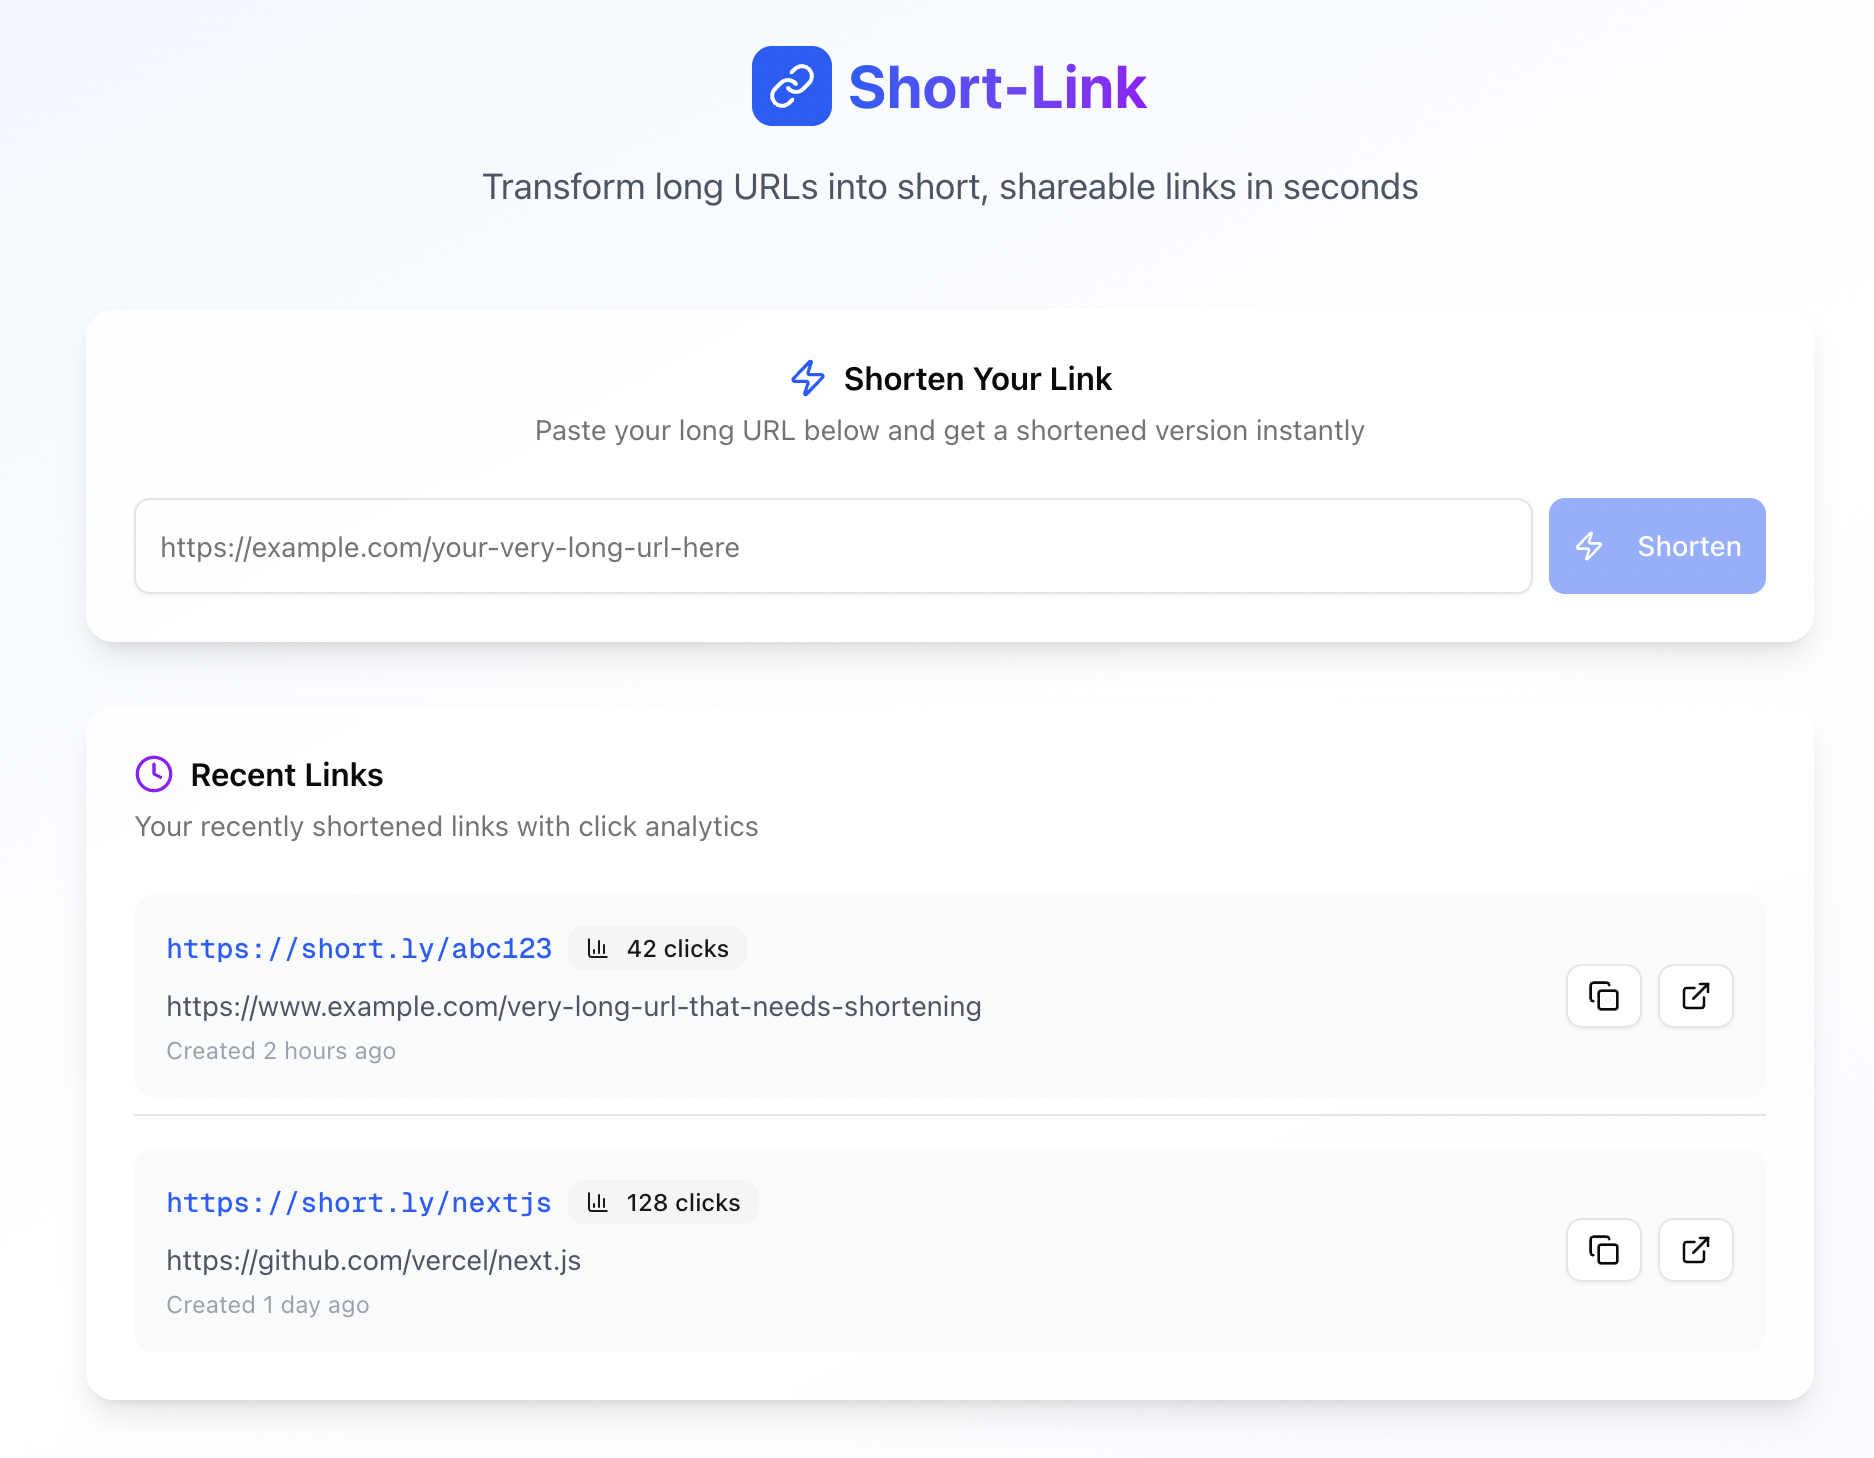 Short-Link
Transform long URLs into short, shareable links in seconds
Shorten Your Link
Paste your long URL below and get a shortened version instantly
https://example.com/your-very-long-url-here
Shorten
Recent Links
Your recently shortened links with click analytics
https://short.ly/abc123 42 clicks
https://www.example.com/very-long-url-that-needs-shortening
Created 2 hours ago
https://short.ly/nextjs 128 clicks
https://github.com/vercel/next.js
Created 1 day ago